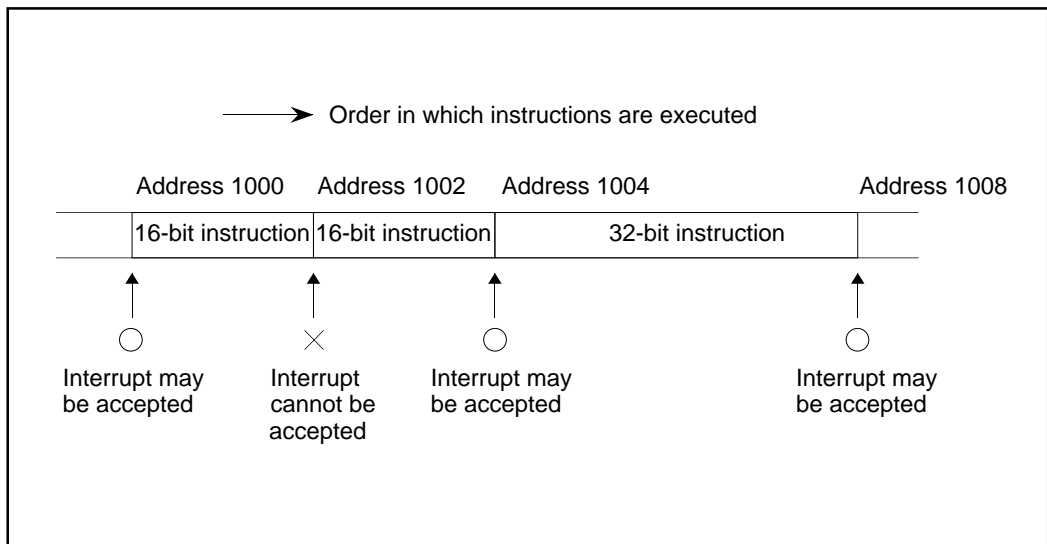 Order in which instructions are executed
Address 1000 Address 1002 Address 1004 Address 1008
16-bit instruction 16-bit instruction 32-bit instruction
Interrupt may be accepted
Interrupt cannot be accepted
Interrupt may be accepted
Interrupt may be accepted